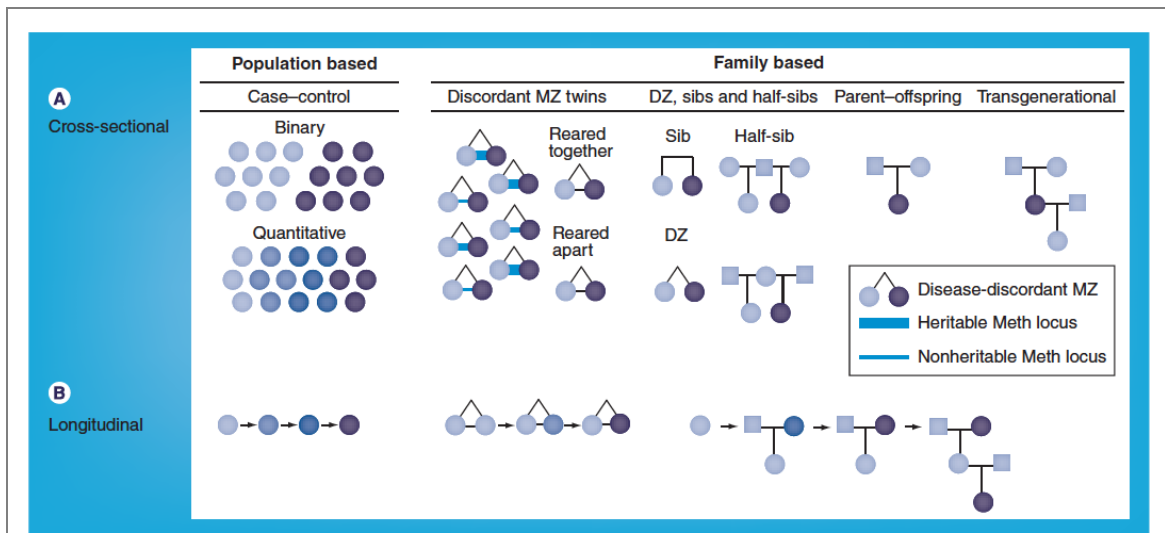 Population based
Family based
Case–control
Discordant MZ twins
DZ, sibs and half-sibs
Parent–offspring
Transgenerational
A
Cross-sectional
Binary
Quantitative
Reared
together
Reared
apart
Sib
Half-sib
DZ
Disease-discordant MZ
Heritable Meth locus
Nonheritable Meth locus
B
Longitudinal